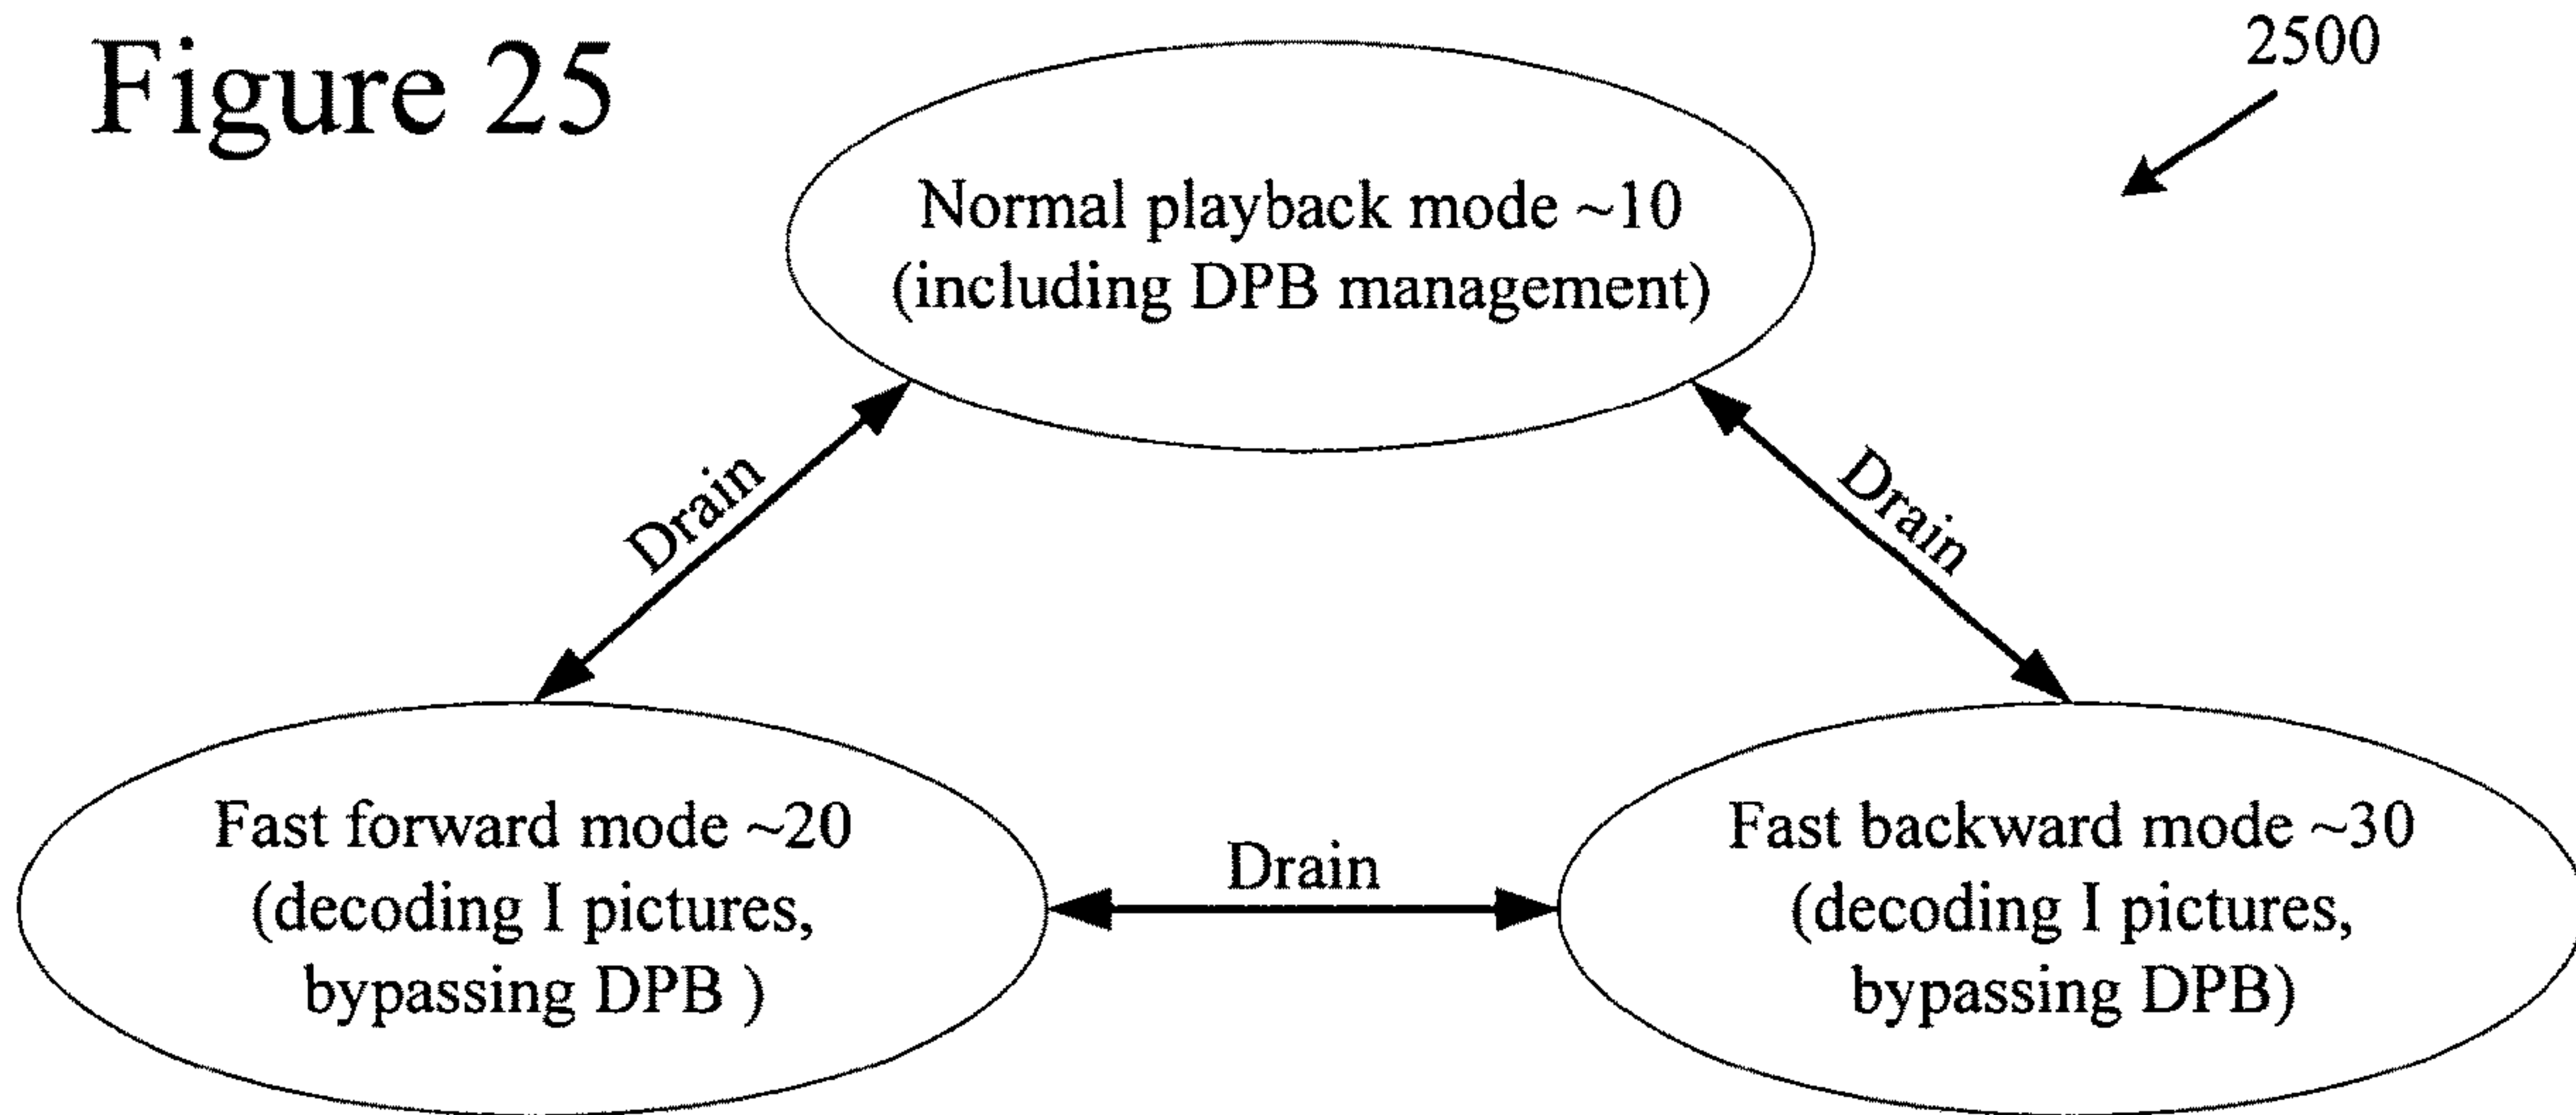 Figure 25
2500
Normal playback mode ~10
(including DPB management)
Drain
Drain
Fast forward mode ~20
(decoding I pictures,
bypassing DPB )
Drain
Fast backward mode ~30
(decoding I pictures,
bypassing DPB)